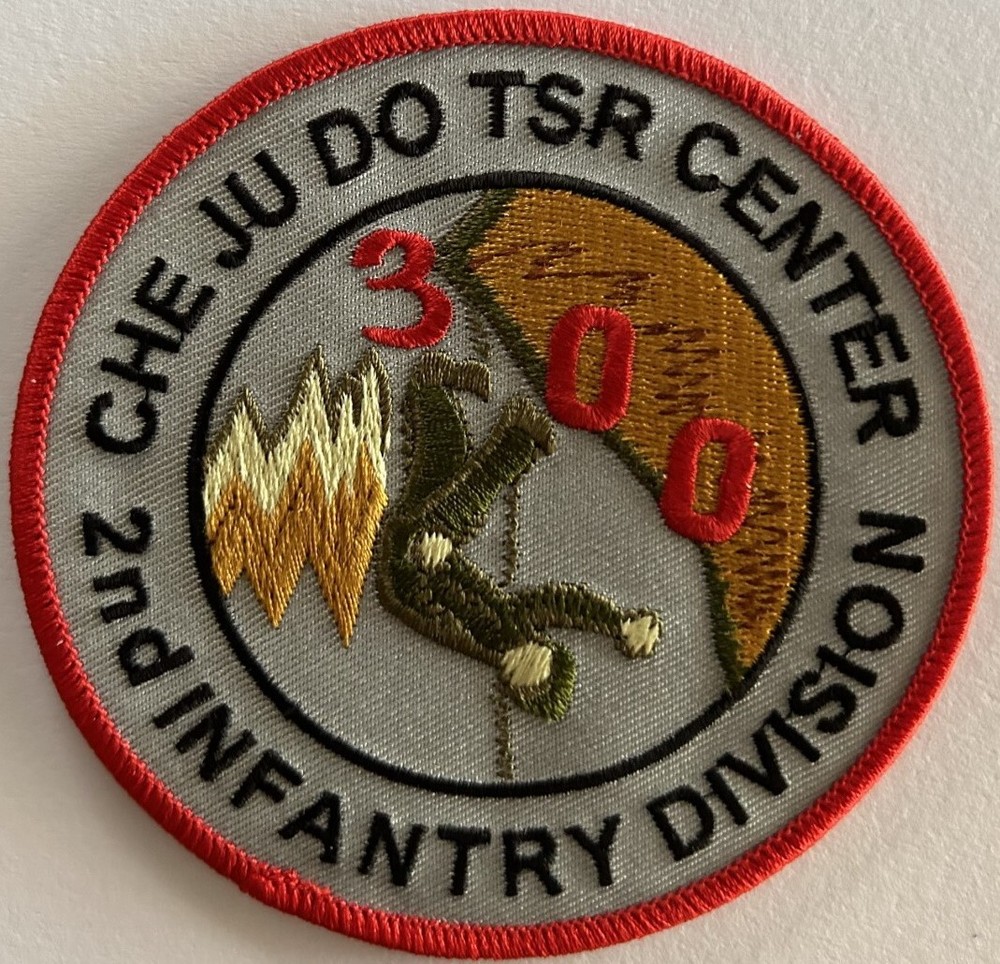 CHE JU DO TSR CENTER
300
2nd INFANTRY DIVISION